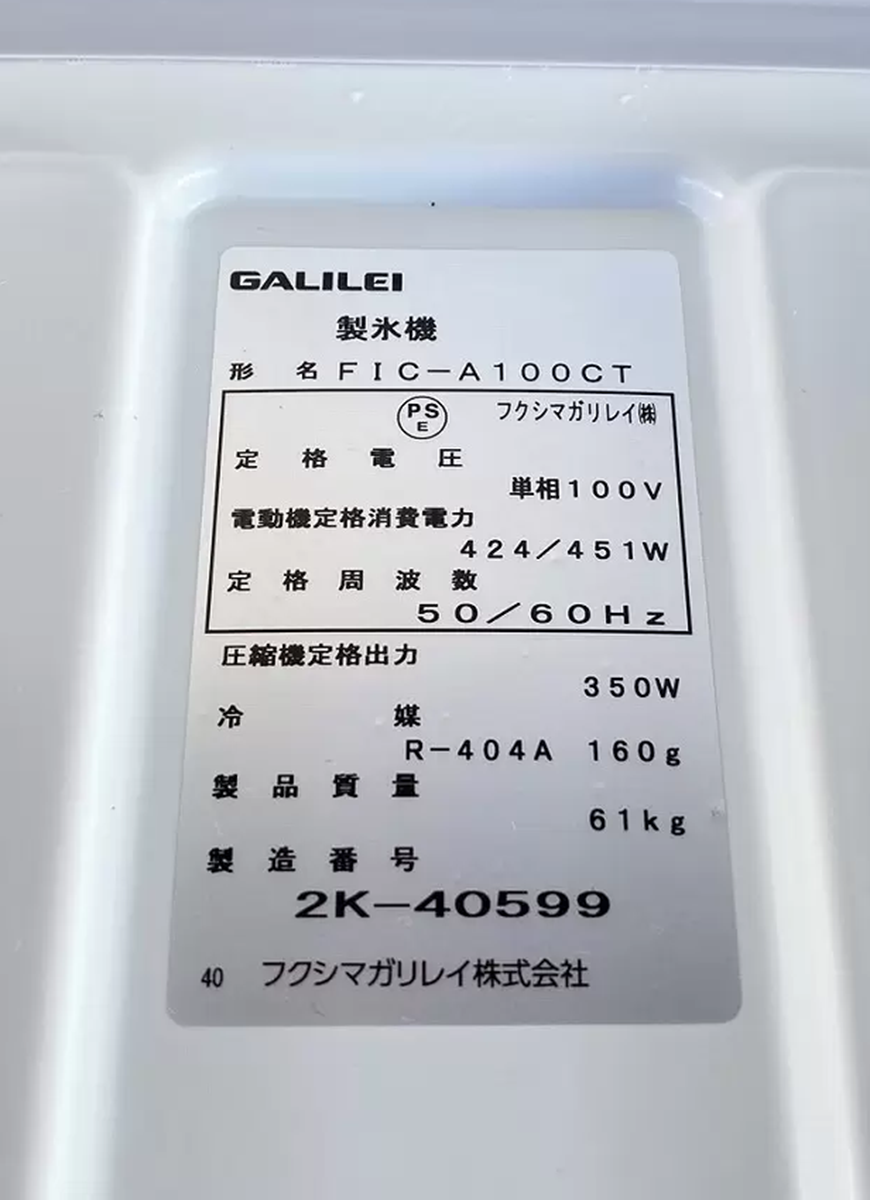 GALILEI
製氷機
形名 FIC-A100CT
PS E フクシマガリレイ㈱
定格電圧
単相100V
電動機定格消費電力
424/451W
定格周波数
50/60Hz
圧縮機定格出力
350W
冷媒
R-404A 160g
製品質量
61kg
製造番号
2K-40599
40 フクシマガリレイ株式会社